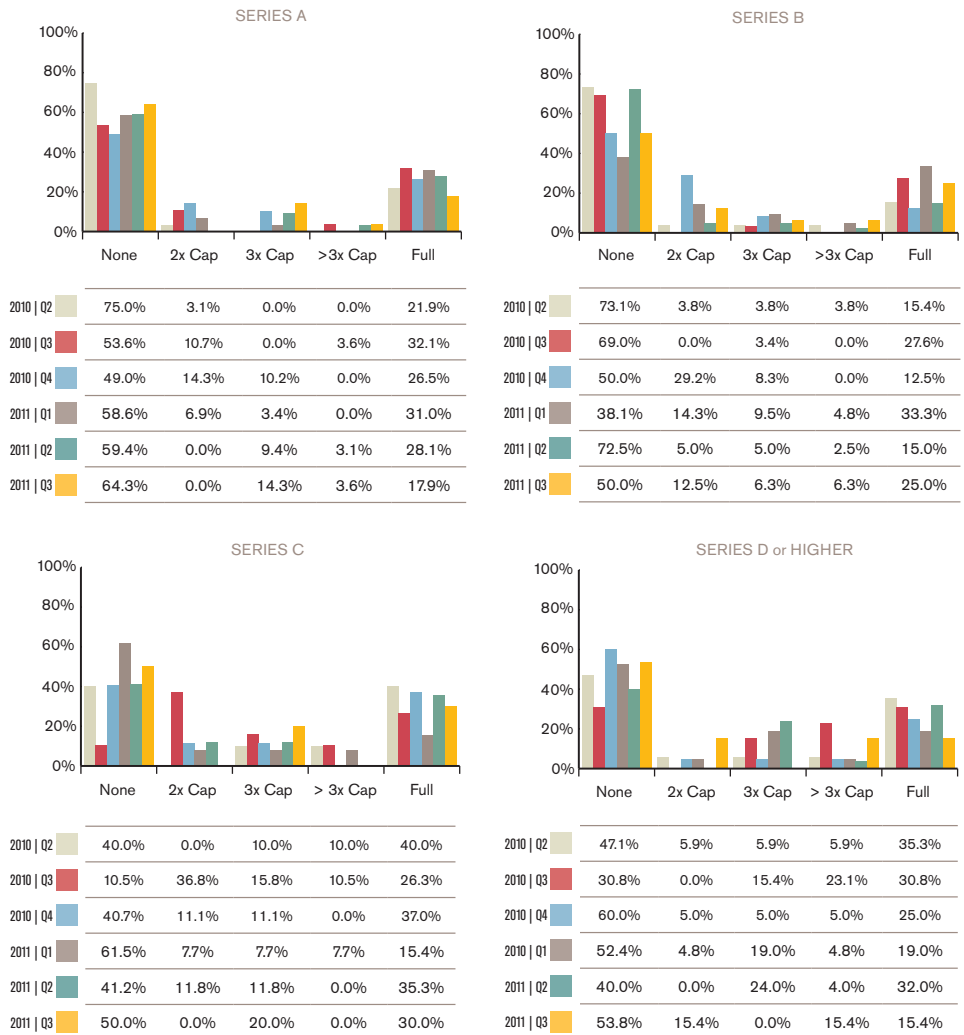 SERIES A
100%
80%
60%
40%
20%
0%
None 2x Cap 3x Cap >3x Cap Full
2010 | Q2 75.0% 3.1% 0.0% 0.0% 21.9%
2010 | Q3 53.6% 10.7% 0.0% 3.6% 32.1%
2010 | Q4 49.0% 14.3% 10.2% 0.0% 26.5%
2011 | Q1 58.6% 6.9% 3.4% 0.0% 31.0%
2011 | Q2 59.4% 0.0% 9.4% 3.1% 28.1%
2011 | Q3 64.3% 0.0% 14.3% 3.6% 17.9%
SERIES B
100%
80%
60%
40%
20%
0%
None 2x Cap 3x Cap >3x Cap Full
2010 | Q2 73.1% 3.8% 3.8% 3.8% 15.4%
2010 | Q3 69.0% 0.0% 3.4% 0.0% 27.6%
2010 | Q4 50.0% 29.2% 8.3% 0.0% 12.5%
2011 | Q1 38.1% 14.3% 9.5% 4.8% 33.3%
2011 | Q2 72.5% 5.0% 5.0% 2.5% 15.0%
2011 | Q3 50.0% 12.5% 6.3% 6.3% 25.0%
SERIES C
100%
80%
60%
40%
20%
0%
None 2x Cap 3x Cap > 3x Cap Full
2010 | Q2 40.0% 0.0% 10.0% 10.0% 40.0%
2010 | Q3 10.5% 36.8% 15.8% 10.5% 26.3%
2010 | Q4 40.7% 11.1% 11.1% 0.0% 37.0%
2011 | Q1 61.5% 7.7% 7.7% 7.7% 15.4%
2011 | Q2 41.2% 11.8% 11.8% 0.0% 35.3%
2011 | Q3 50.0% 0.0% 20.0% 0.0% 30.0%
SERIES D or HIGHER
100%
80%
60%
40%
20%
0%
None 2x Cap 3x Cap > 3x Cap Full
2010 | Q2 47.1% 5.9% 5.9% 5.9% 35.3%
2010 | Q3 30.8% 0.0% 15.4% 23.1% 30.8%
2010 | Q4 60.0% 5.0% 5.0% 5.0% 25.0%
2010 | Q1 52.4% 4.8% 19.0% 4.8% 19.0%
2011 | Q2 40.0% 0.0% 24.0% 4.0% 32.0%
2011 | Q3 53.8% 15.4% 0.0% 15.4% 15.4%